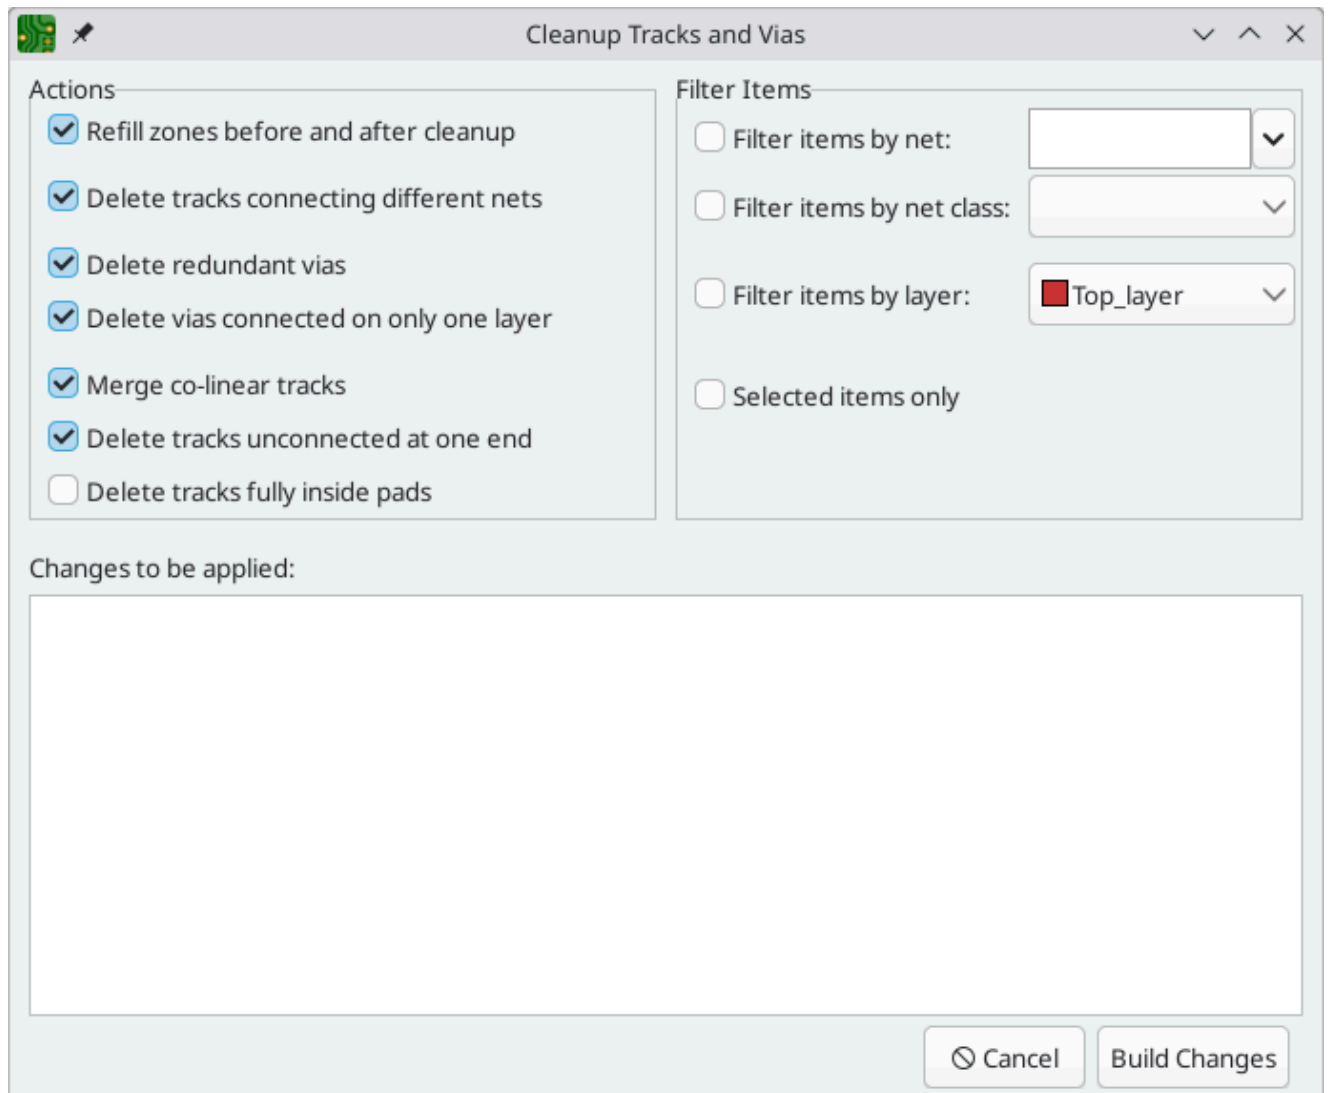 Cleanup Tracks and Vias
Actions
Refill zones before and after cleanup
Delete tracks connecting different nets
Delete redundant vias
Delete vias connected on only one layer
Merge co-linear tracks
Delete tracks unconnected at one end
Delete tracks fully inside pads
Filter Items
Filter items by net:
Filter items by net class:
Filter items by layer: Top_layer
Selected items only
Changes to be applied:
Cancel Build Changes